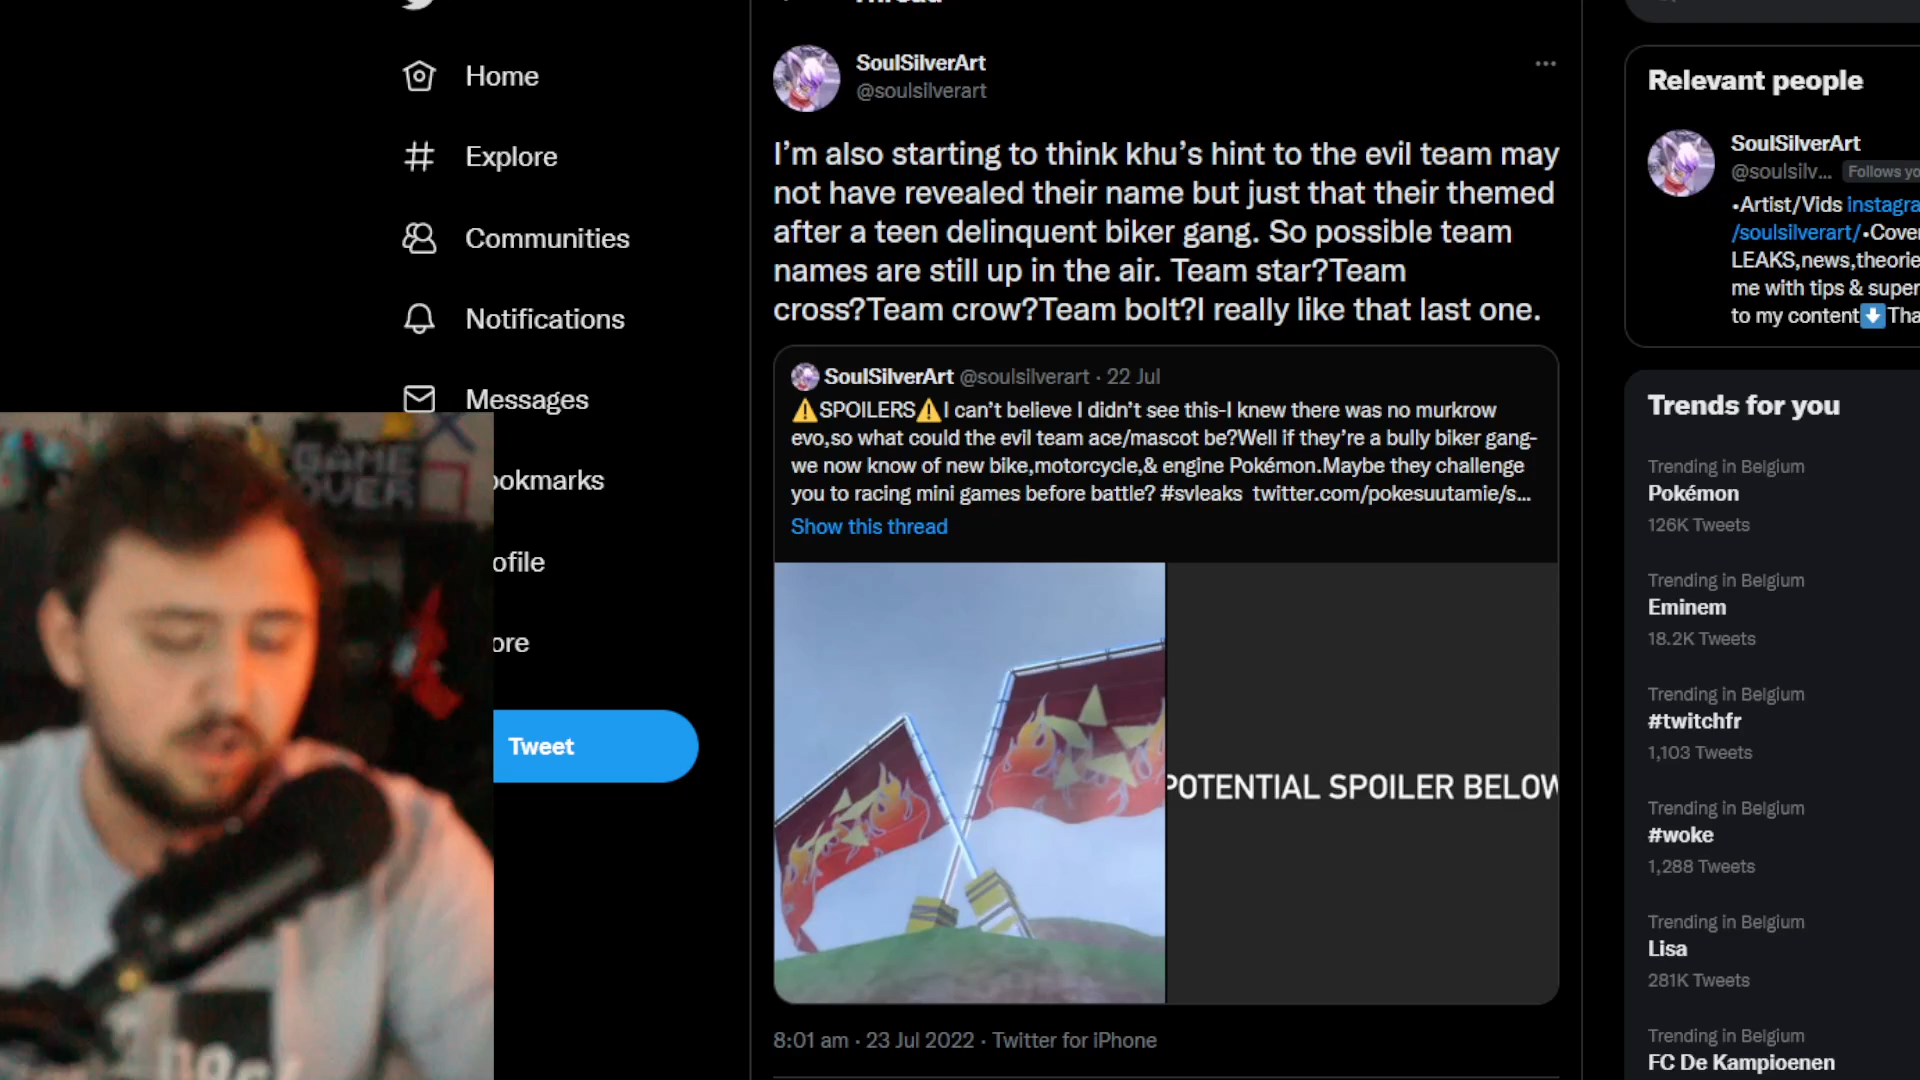 Home
Explore
Communities
Notifications
Messages
ookmarks
ofile
ore
Tweet
GAME
OVER
SoulSilverArt
@soulsilverart
I’m also starting to think khu’s hint to the evil team may
not have revealed their name but just that their themed
after a teen delinquent biker gang. So possible team
names are still up in the air. Team star?Team
cross?Team crow?Team bolt?I really like that last one.
SoulSilverArt @soulsilverart · 22 Jul
⚠️SPOILERS⚠️I can’t believe I didn’t see this-I knew there was no murkrow
evo,so what could the evil team ace/mascot be?Well if they’re a bully biker gang-
we now know of new bike,motorcycle,& engine Pokémon.Maybe they challenge
you to racing mini games before battle? #svleaks twitter.com/pokesuutamie/s...
Show this thread
POTENTIAL SPOILER BELOW
8:01 am · 23 Jul 2022 · Twitter for iPhone
Relevant people
SoulSilverArt
@soulsilv... Follows yo
•Artist/Vids instagra
/soulsilverart/•Cover
LEAKS,news,theorie
me with tips & super
to my content⬇️Tha
Trends for you
Trending in Belgium
Pokémon
126K Tweets
Trending in Belgium
Eminem
18.2K Tweets
Trending in Belgium
#twitchfr
1,103 Tweets
Trending in Belgium
#woke
1,288 Tweets
Trending in Belgium
Lisa
281K Tweets
Trending in Belgium
FC De Kampioenen